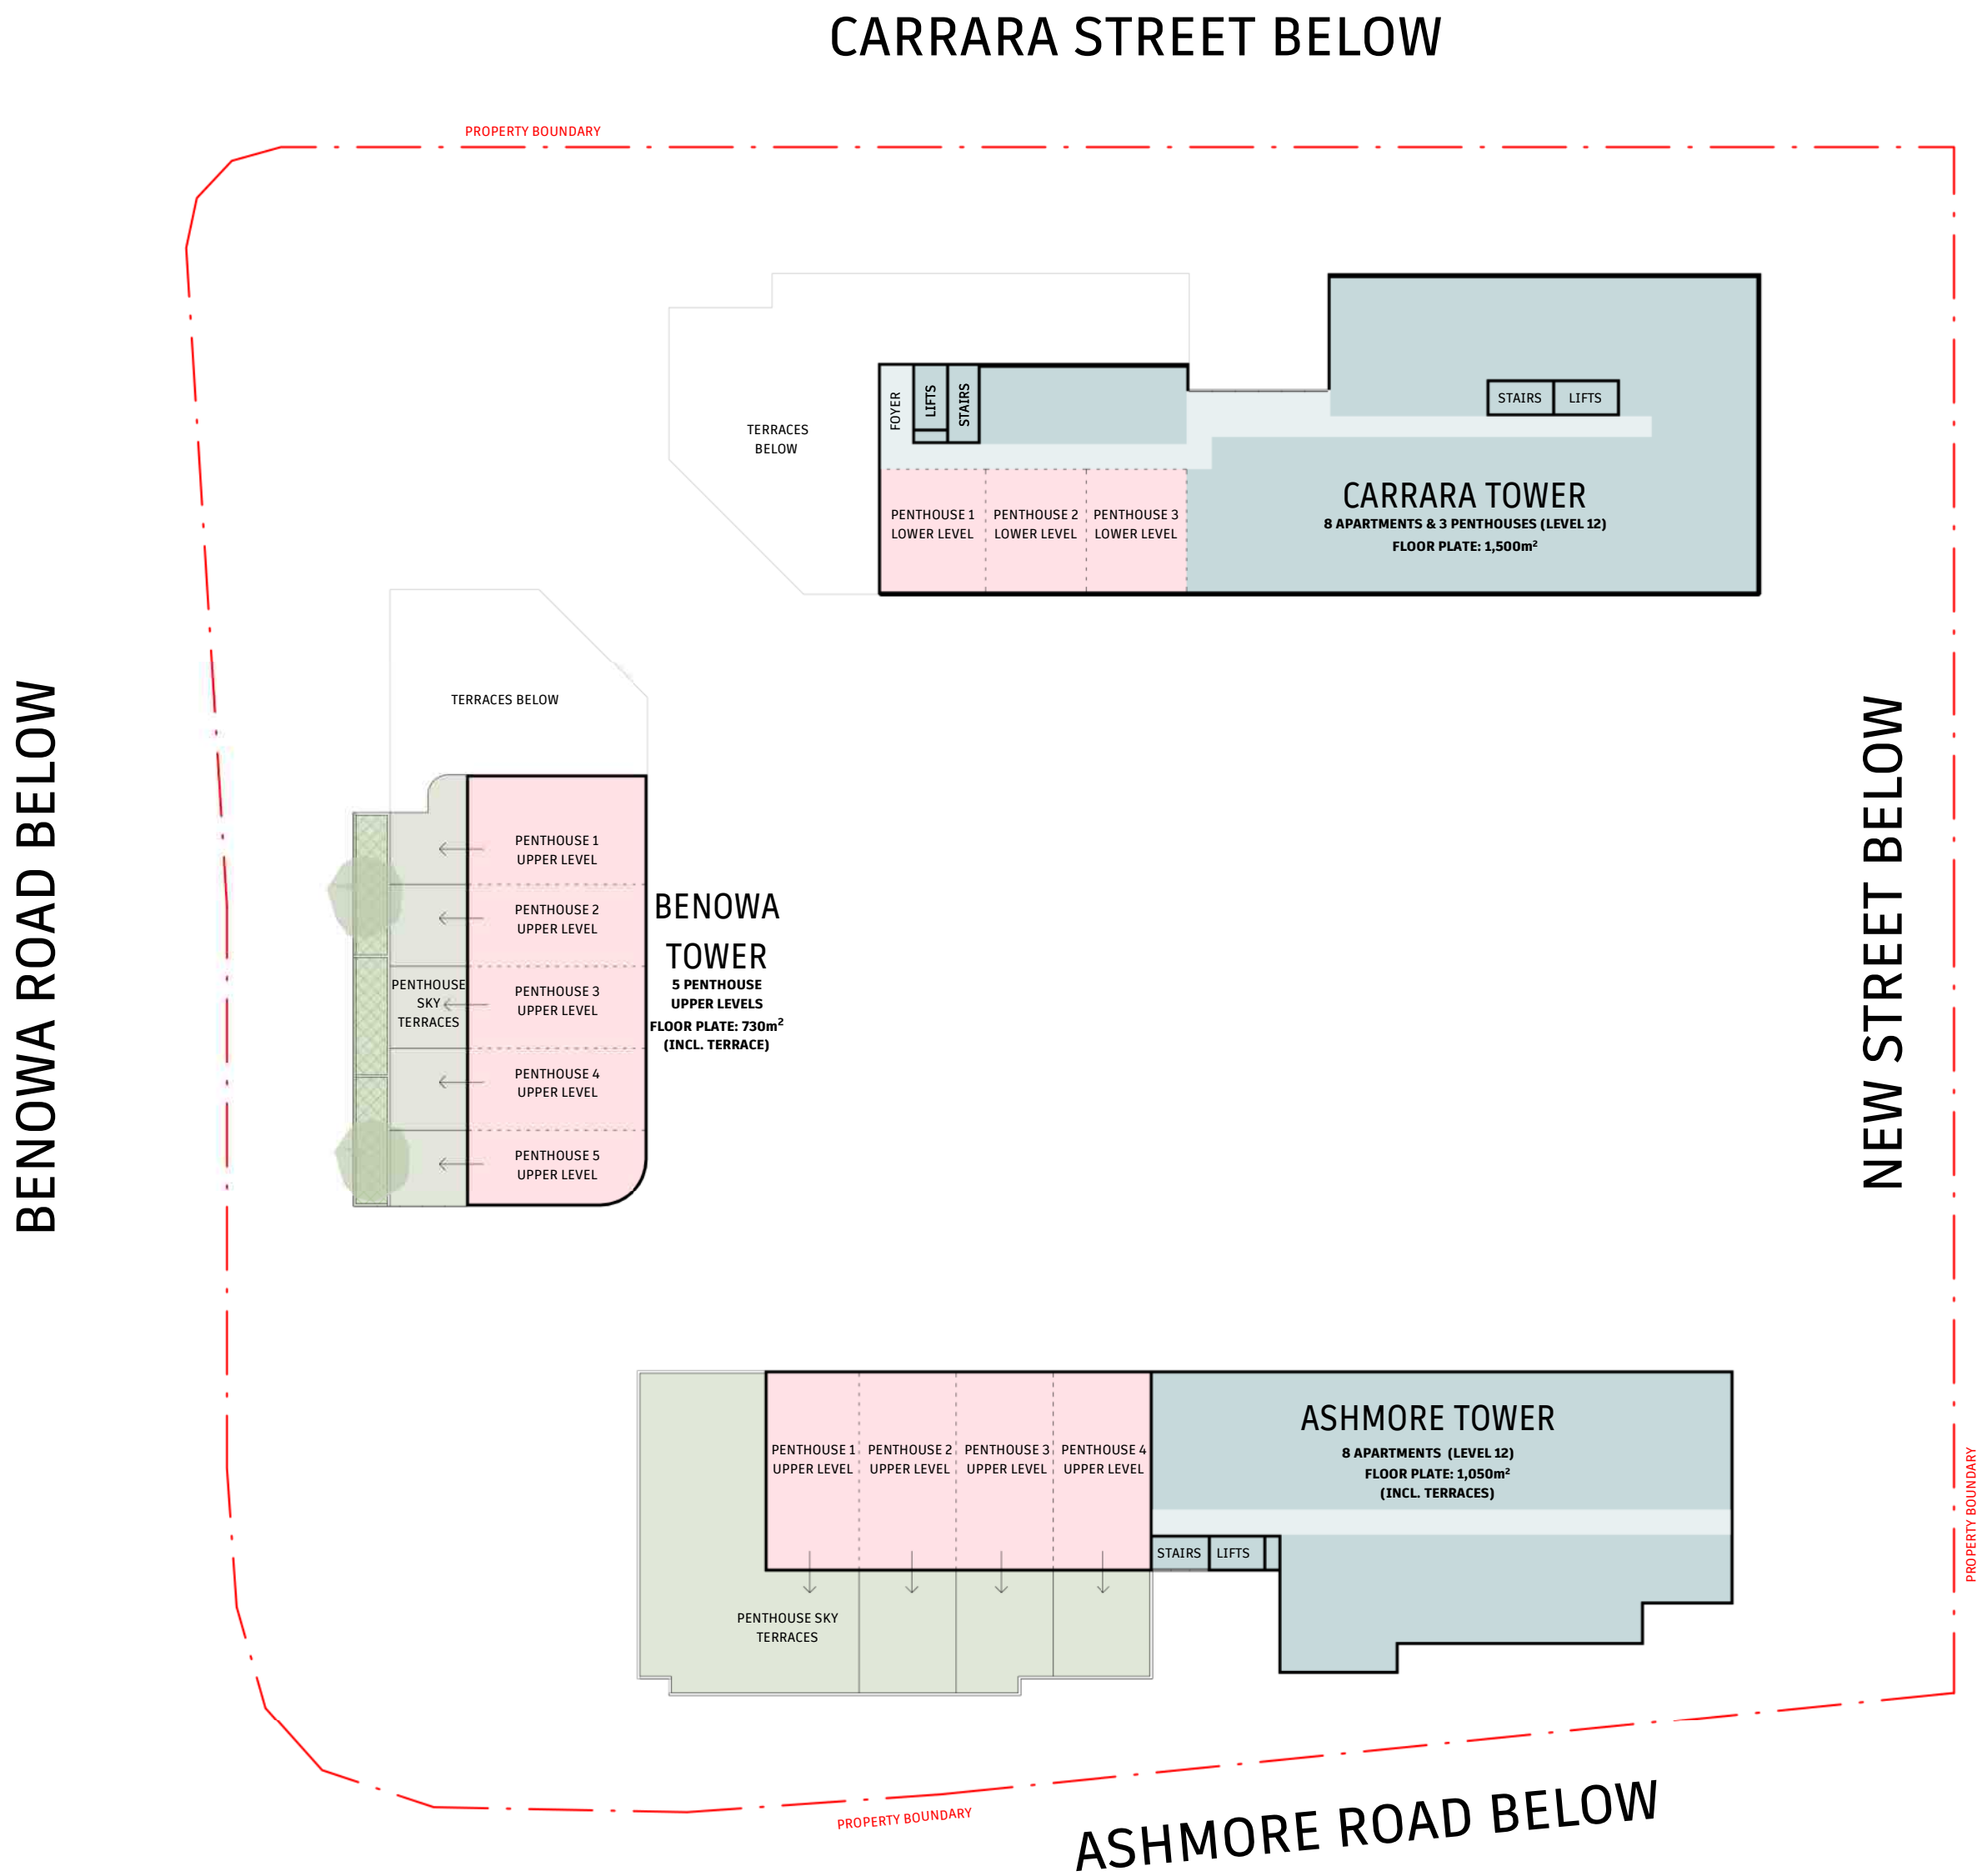 CARRARA STREET BELOW
PROPERTY BOUNDARY
FOYER
LIFTS
STAIRS
STAIRS
LIFTS
TERRACES
BELOW
PENTHOUSE 1
LOWER LEVEL
PENTHOUSE 2
LOWER LEVEL
PENTHOUSE 3
LOWER LEVEL
CARRARA TOWER
8 APARTMENTS & 3 PENTHOUSES (LEVEL 12)
FLOOR PLATE: 1,500m²
BENOWA ROAD BELOW
NEW STREET BELOW
TERRACES BELOW
PENTHOUSE 1
UPPER LEVEL
PENTHOUSE 2
UPPER LEVEL
PENTHOUSE 3
UPPER LEVEL
PENTHOUSE 4
UPPER LEVEL
PENTHOUSE 5
UPPER LEVEL
PENTHOUSE
SKY
TERRACES
BENOWA
TOWER
5 PENTHOUSE
UPPER LEVELS
FLOOR PLATE: 730m²
(INCL. TERRACE)
PENTHOUSE 1
UPPER LEVEL
PENTHOUSE 2
UPPER LEVEL
PENTHOUSE 3
UPPER LEVEL
PENTHOUSE 4
UPPER LEVEL
ASHMORE TOWER
8 APARTMENTS (LEVEL 12)
FLOOR PLATE: 1,050m²
(INCL. TERRACES)
STAIRS
LIFTS
PENTHOUSE SKY
TERRACES
PROPERTY BOUNDARY
PROPERTY BOUNDARY
ASHMORE ROAD BELOW